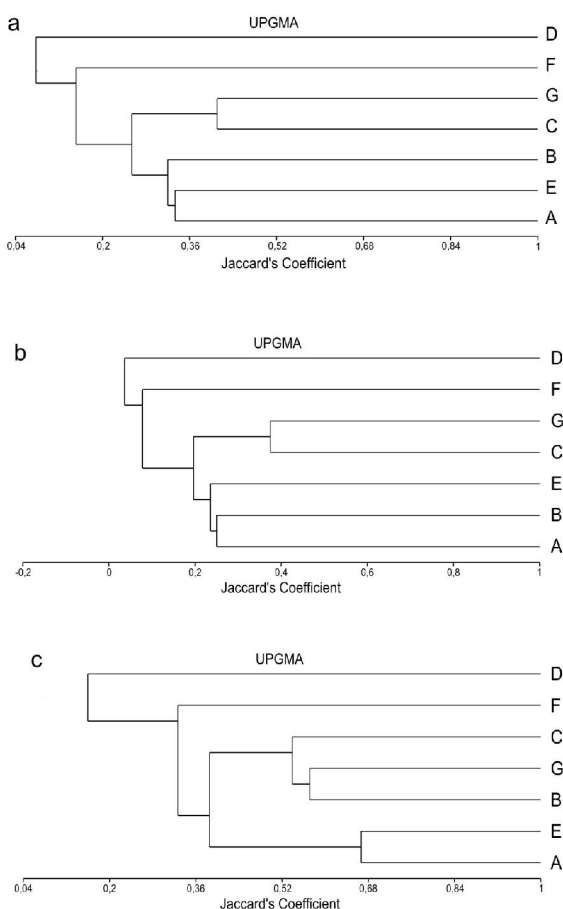 a
UPGMA
D
F
G
C
B
E
A
0.04 0,2 0,36 0,52 0,68 0,84 1
Jaccard's Coefficient
b
UPGMA
D
F
G
C
E
B
A
-0,2 0 0,2 0,4 0,6 0,8 1
Jaccard's Coefficient
c
UPGMA
D
F
C
G
B
E
A
0,04 0,2 0,36 0,52 0,68 0,84 1
Jaccard's Coefficient